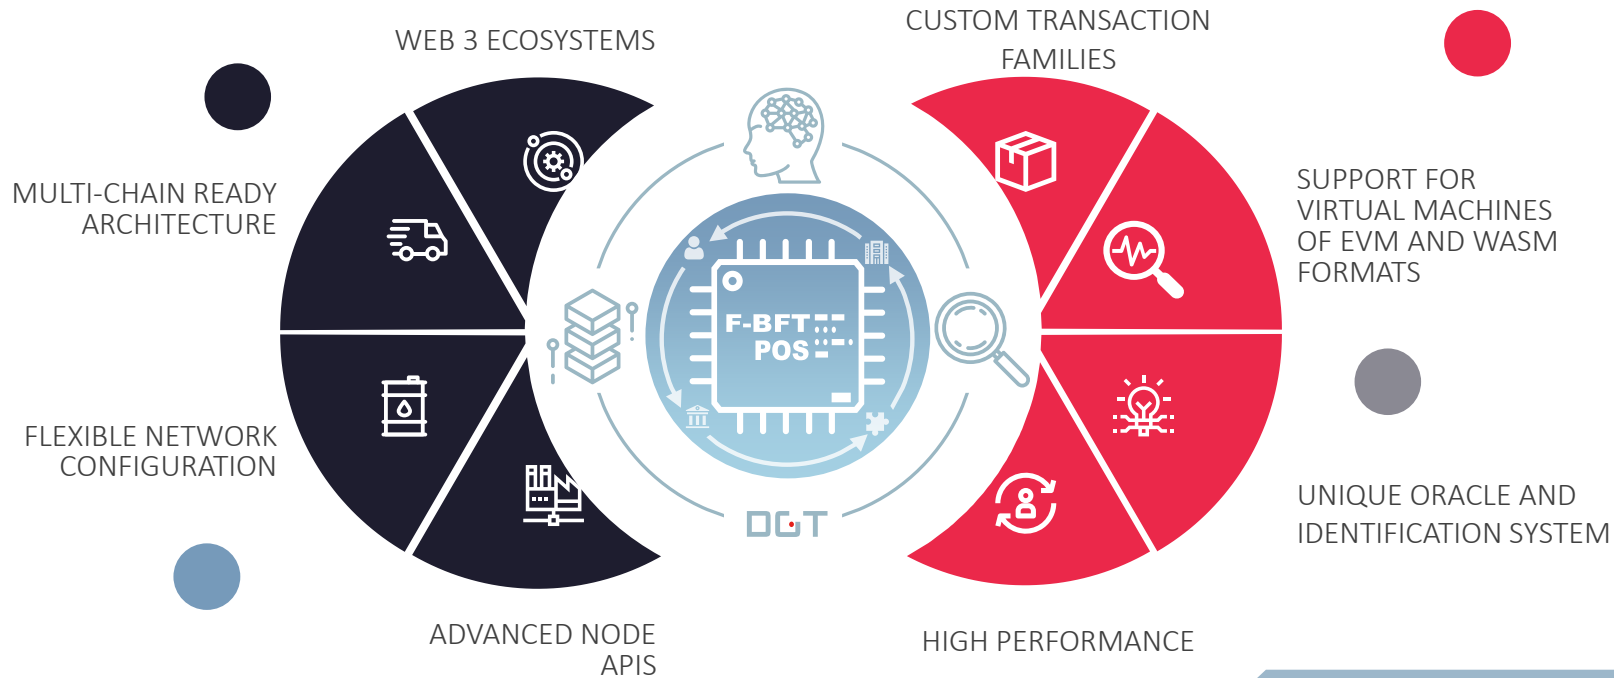 WEB 3 ECOSYSTEMS
CUSTOM TRANSACTION
FAMILIES
MULTI-CHAIN READY
ARCHITECTURE
SUPPORT FOR
VIRTUAL MACHINES
OF EVM AND WASM
FORMATS
F-BFT
POS
FLEXIBLE NETWORK
CONFIGURATION
UNIQUE ORACLE AND
IDENTIFICATION SYSTEM
DGT
ADVANCED NODE
APIS
HIGH PERFORMANCE